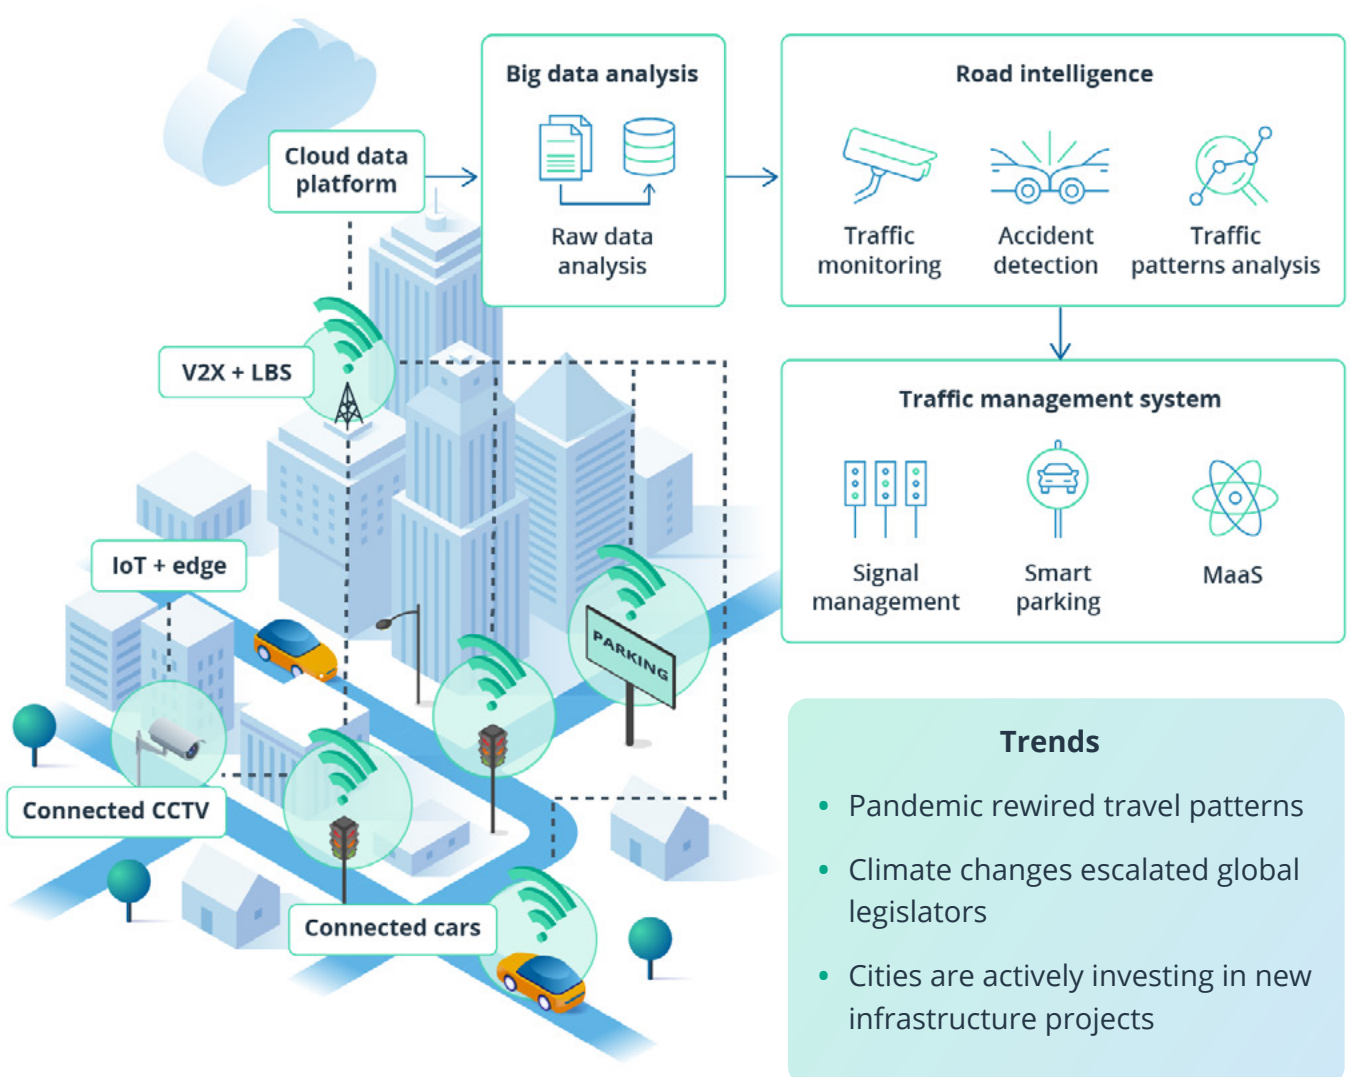 Cloud data
platform
Big data analysis
Raw data
analysis
Road intelligence
Traffic
monitoring
Accident
detection
Traffic
patterns analysis
V2X + LBS
Traffic management system
Signal
management
Smart
parking
MaaS
IoT + edge
PARKING
Connected CCTV
Connected cars
Trends
• Pandemic rewired travel patterns
• Climate changes escalated global
legislators
• Cities are actively investing in new
infrastructure projects